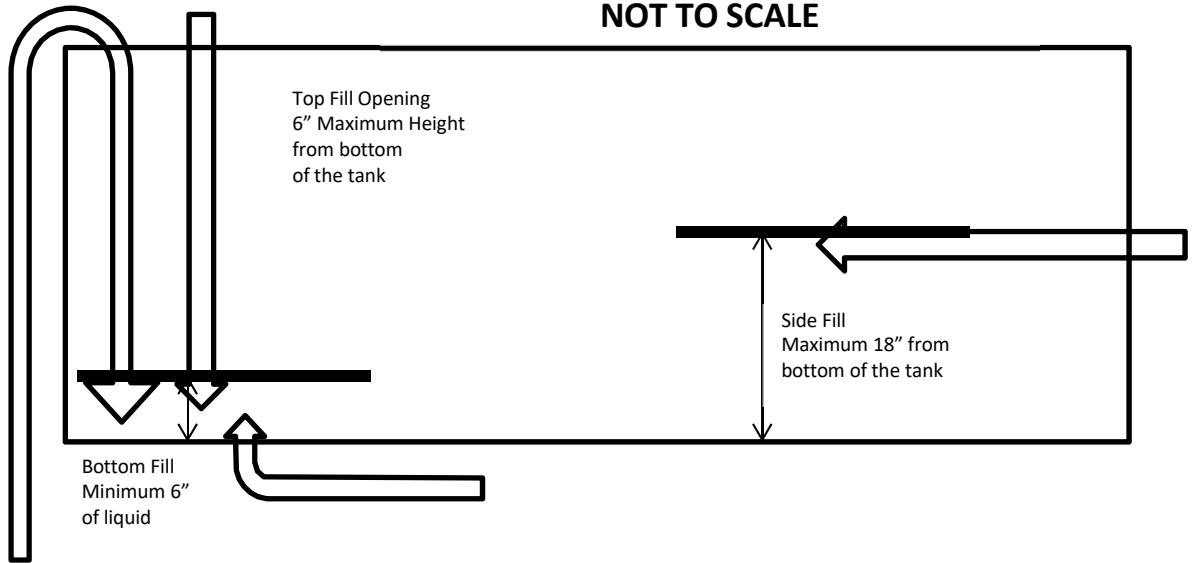 NOT TO SCALE
Top Fill Opening
6” Maximum Height
from bottom
of the tank
Side Fill
Maximum 18” from
bottom of the tank
Bottom Fill
Minimum 6”
of liquid